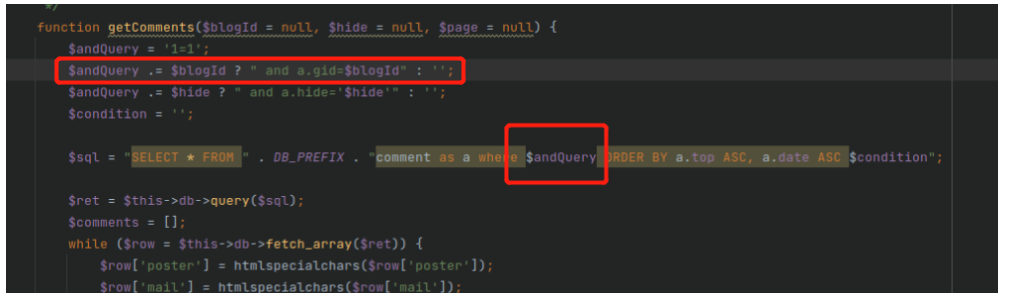 */
function getComments($blogId = null, $hide = null, $page = null) {
$andQuery = '1=1';
$andQuery .= $blogId ? " and a.gid=$blogId" : '';
$andQuery .= $hide ? " and a.hide='$hide'" : '';
$condition = '';
$sql = "SELECT * FROM " . DB_PREFIX . "comment as a where $andQuery ORDER BY a.top ASC, a.date ASC $condition";
$ret = $this->db->query($sql);
$comments = [];
while ($row = $this->db->fetch_array($ret)) {
$row['poster'] = htmlspecialchars($row['poster']);
$row['mail'] = htmlspecialchars($row['mail']);